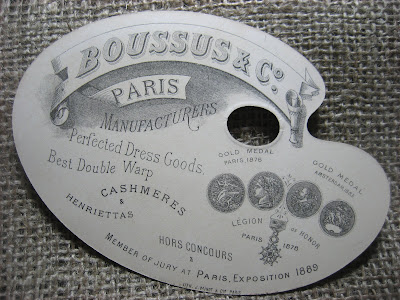 BOUSSUS & Co.
PARIS
MANUFACTURERS
Perfected Dress Goods,
Best Double Warp
CASHMERES
&
HENRIETTAS
GOLD MEDAL
PARIS, 1878
GOLD MEDAL
AMSTERDAM
LÉGION of HONOR
PARIS 1878
HORS CONCOURS
&
MEMBER OF JURY AT PARIS, EXPOSITION 1889